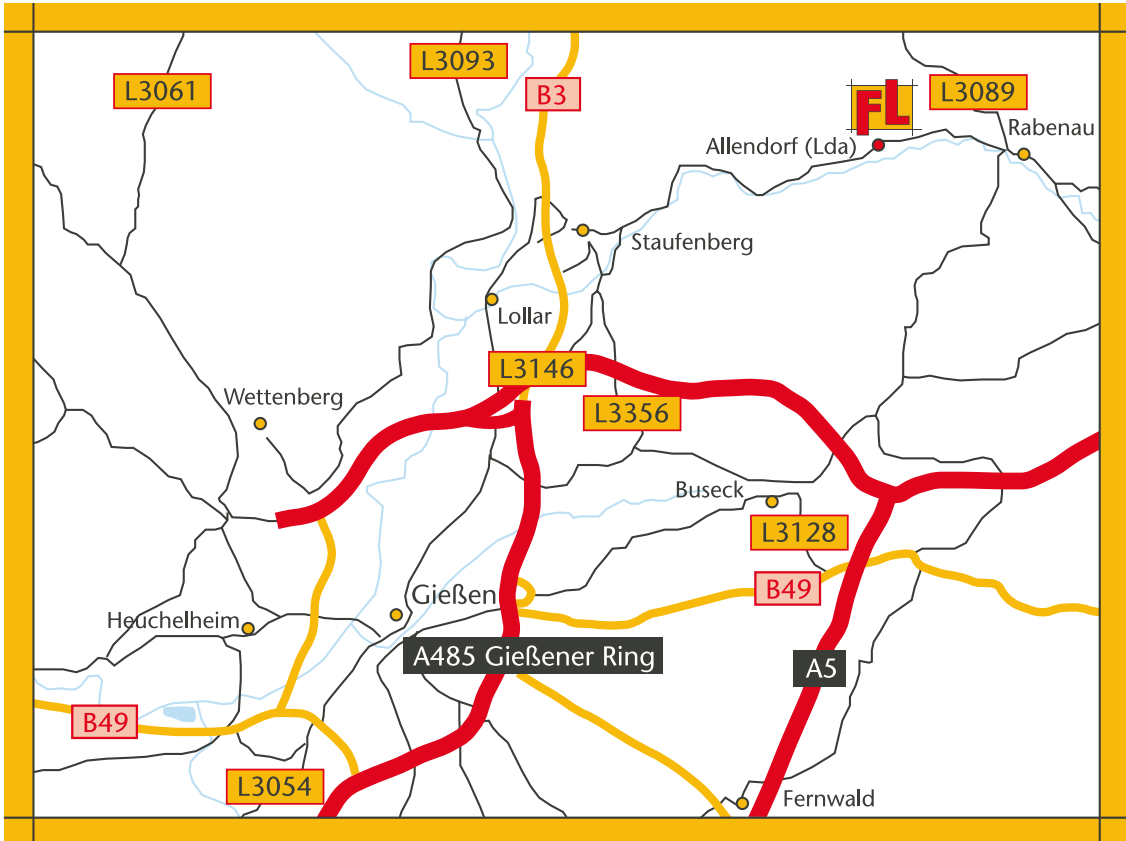 L3093
L3061
B3
FL
L3089
Rabenau
Allendorf (Lda)
Staufenberg
Lollar
L3146
Wettenberg
L3356
Buseck
L3128
B49
Gießen
Heuchelheim
A485 Gießener Ring
A5
B49
L3054
Fernwald